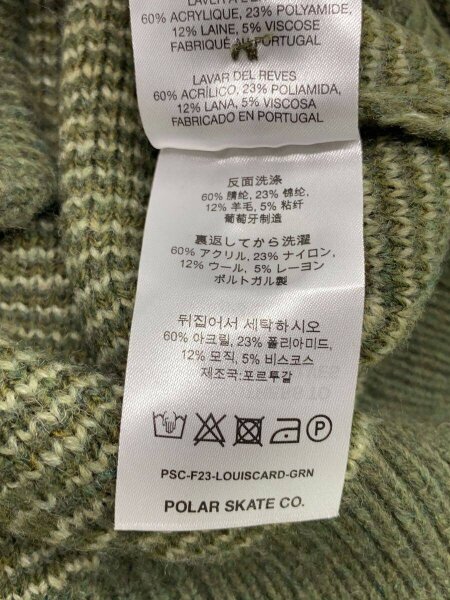 60% ACRYLIQUE, 23% POLYAMIDE,
12% LAINE, 5% VISCOSE
FABRIQUÉ AU PORTUGAL
LAVAR DEL REVES
60% ACRÍLICO, 23% POLIAMIDA,
12% LANA, 5% VISCOSA
FABRICADO EN PORTUGAL
反面洗涤
60% 腈纶, 23% 锦纶,
12% 羊毛, 5% 粘纤
葡萄牙制造
裏返してから洗濯
60% アクリル, 23% ナイロン,
12% ウール, 5% レーヨン
ポルトガル製
뒤집어서 세탁하시오
60% 아크릴, 23% 폴리아미드,
12% 모직, 5% 비스코스
제조국:포르투갈
P
PSC-F23-LOUISCARD-GRN
POLAR SKATE CO.